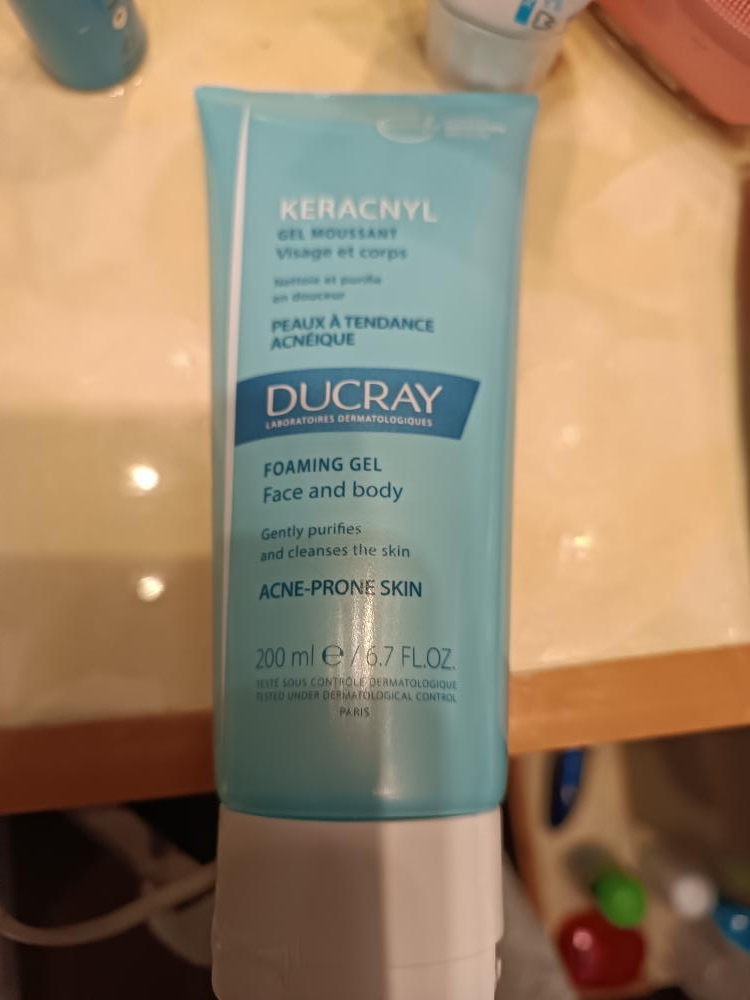 KERACNYL
GEL MOUSSANT
Visage et corps
Nettoie et purifie
en douceur
PEAUX À TENDANCE
ACNÉIQUE
DUCRAY
LABORATOIRES DERMATOLOGIQUES
FOAMING GEL
Face and body
Gently purifies
and cleanses the skin
ACNE-PRONE SKIN
200 ml ℮ / 6.7 FL.OZ.
TESTÉ SOUS CONTRÔLE DERMATOLOGIQUE
TESTED UNDER DERMATOLOGICAL CONTROL
PARIS